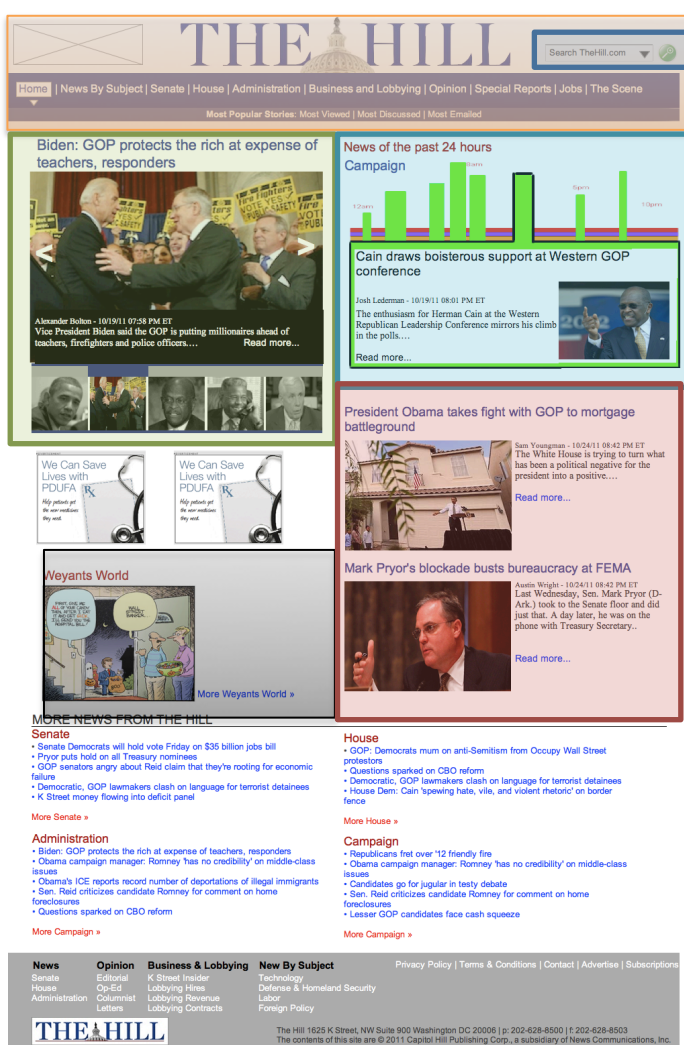 THE HILL
Search TheHill.com
Home | News By Subject | Senate | House | Administration | Business and Lobbying | Opinion | Special Reports | Jobs | The Scene
Most Popular Stories: Most Viewed | Most Discussed | Most Emailed
Biden: GOP protects the rich at expense of
teachers, responders
Alexander Bolton - 10/19/11 07:58 PM ET
Vice President Biden said the GOP is putting millionaires ahead of
teachers, firefighters and police officers.… Read more...
News of the past 24 hours
Campaign
12am
8am
5pm
10pm
Cain draws boisterous support at Western GOP
conference
Josh Lederman - 10/19/11 08:01 PM ET
The enthusiasm for Herman Cain at the Western
Republican Leadership Conference mirrors his climb
in the polls.…
Read more...
President Obama takes fight with GOP to mortgage
battleground
Sam Youngman - 10/24/11 08:42 PM ET
The White House is trying to turn what
has been a political negative for the
president into a positive.…
Read more...
Mark Pryor's blockade busts bureaucracy at FEMA
Austin Wright - 10/24/11 08:42 PM ET
Last Wednesday, Sen. Mark Pryor (D-
Ark.) took to the Senate floor and did
just that. A day later, he was on the
phone with Treasury Secretary..
Read more...
We Can Save
Lives with
PDUFA
Rx
Help patients get
the new medicines
they need.
We Can Save
Lives with
PDUFA
Rx
Help patients get
the new medicines
they need.
Weyants World
WALL
STREET
BANKER.
More Weyants World »
MORE NEWS FROM THE HILL
Senate
• Senate Democrats will hold vote Friday on $35 billion jobs bill
• Pryor puts hold on all Treasury nominees
• GOP senators angry about Reid claim that they're rooting for economic
failure
• Democratic, GOP lawmakers clash on language for terrorist detainees
• K Street money flowing into deficit panel
More Senate »
House
• GOP: Democrats mum on anti-Semitism from Occupy Wall Street
protestors
• Questions sparked on CBO reform
• Democratic, GOP lawmakers clash on language for terrorist detainees
• House Dem: Cain 'spewing hate, vile, and violent rhetoric' on border
fence
More House »
Administration
• Biden: GOP protects the rich at expense of teachers, responders
• Obama campaign manager: Romney 'has no credibility' on middle-class
issues
• Obama's ICE reports record number of deportations of illegal immigrants
• Sen. Reid criticizes candidate Romney for comment on home
foreclosures
• Questions sparked on CBO reform
More Campaign »
Campaign
• Republicans fret over '12 friendly fire
• Obama campaign manager: Romney 'has no credibility' on middle-class
issues
• Candidates go for jugular in testy debate
• Sen. Reid criticizes candidate Romney for comment on home
foreclosures
• Lesser GOP candidates face cash squeeze
More Campaign »
News Opinion Business & Lobbying New By Subject Privacy Policy | Terms & Conditions | Contact | Advertise | Subscriptions
Senate Editorial K Street Insider Technology
House Op-Ed Lobbying Hires Defense & Homeland Security
Administration Columnist Lobbying Revenue Labor
Letters Lobbying Contracts Foreign Policy
THE HILL
The Hill 1625 K Street, NW Suite 900 Washington DC 20006 | p: 202-628-8500 | f: 202-628-8503
The contents of this site are © 2011 Capitol Hill Publishing Corp., a subsidiary of News Communications, Inc.